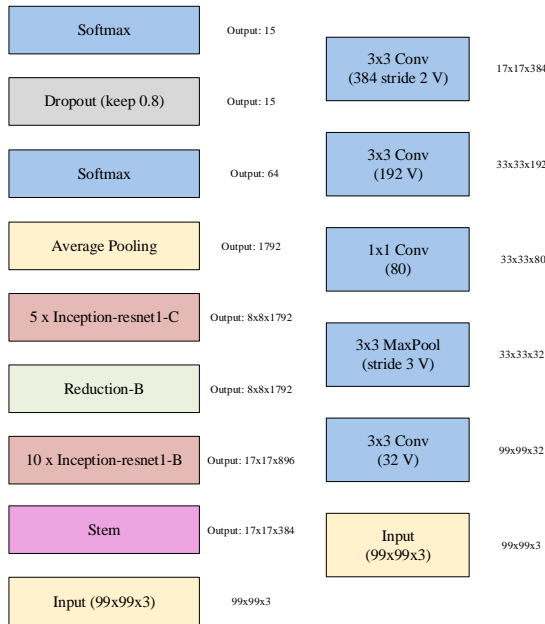 Softmax
Output: 15
Dropout (keep 0.8)
Output: 15
Softmax
Output: 64
Average Pooling
Output: 1792
5 x Inception-resnet1-C
Output: 8x8x1792
Reduction-B
Output: 8x8x1792
10 x Inception-resnet1-B
Output: 17x17x896
Stem
Output: 17x17x384
Input (99x99x3)
99x99x3
3x3 Conv
(384 stride 2 V)
17x17x384
3x3 Conv
(192 V)
33x33x192
1x1 Conv
(80)
33x33x80
3x3 MaxPool
(stride 3 V)
33x33x32
3x3 Conv
(32 V)
99x99x32
Input
(99x99x3)
99x99x3